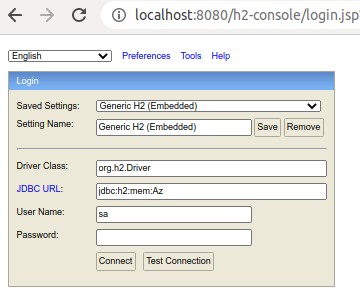 localhost:8080/h2-console/login.jsp
English Preferences Tools Help
Login
Saved Settings: Generic H2 (Embedded)
Setting Name: Generic H2 (Embedded) Save Remove
Driver Class: org.h2.Driver
JDBC URL: jdbc:h2:mem:Az
User Name: sa
Password:
Connect Test Connection